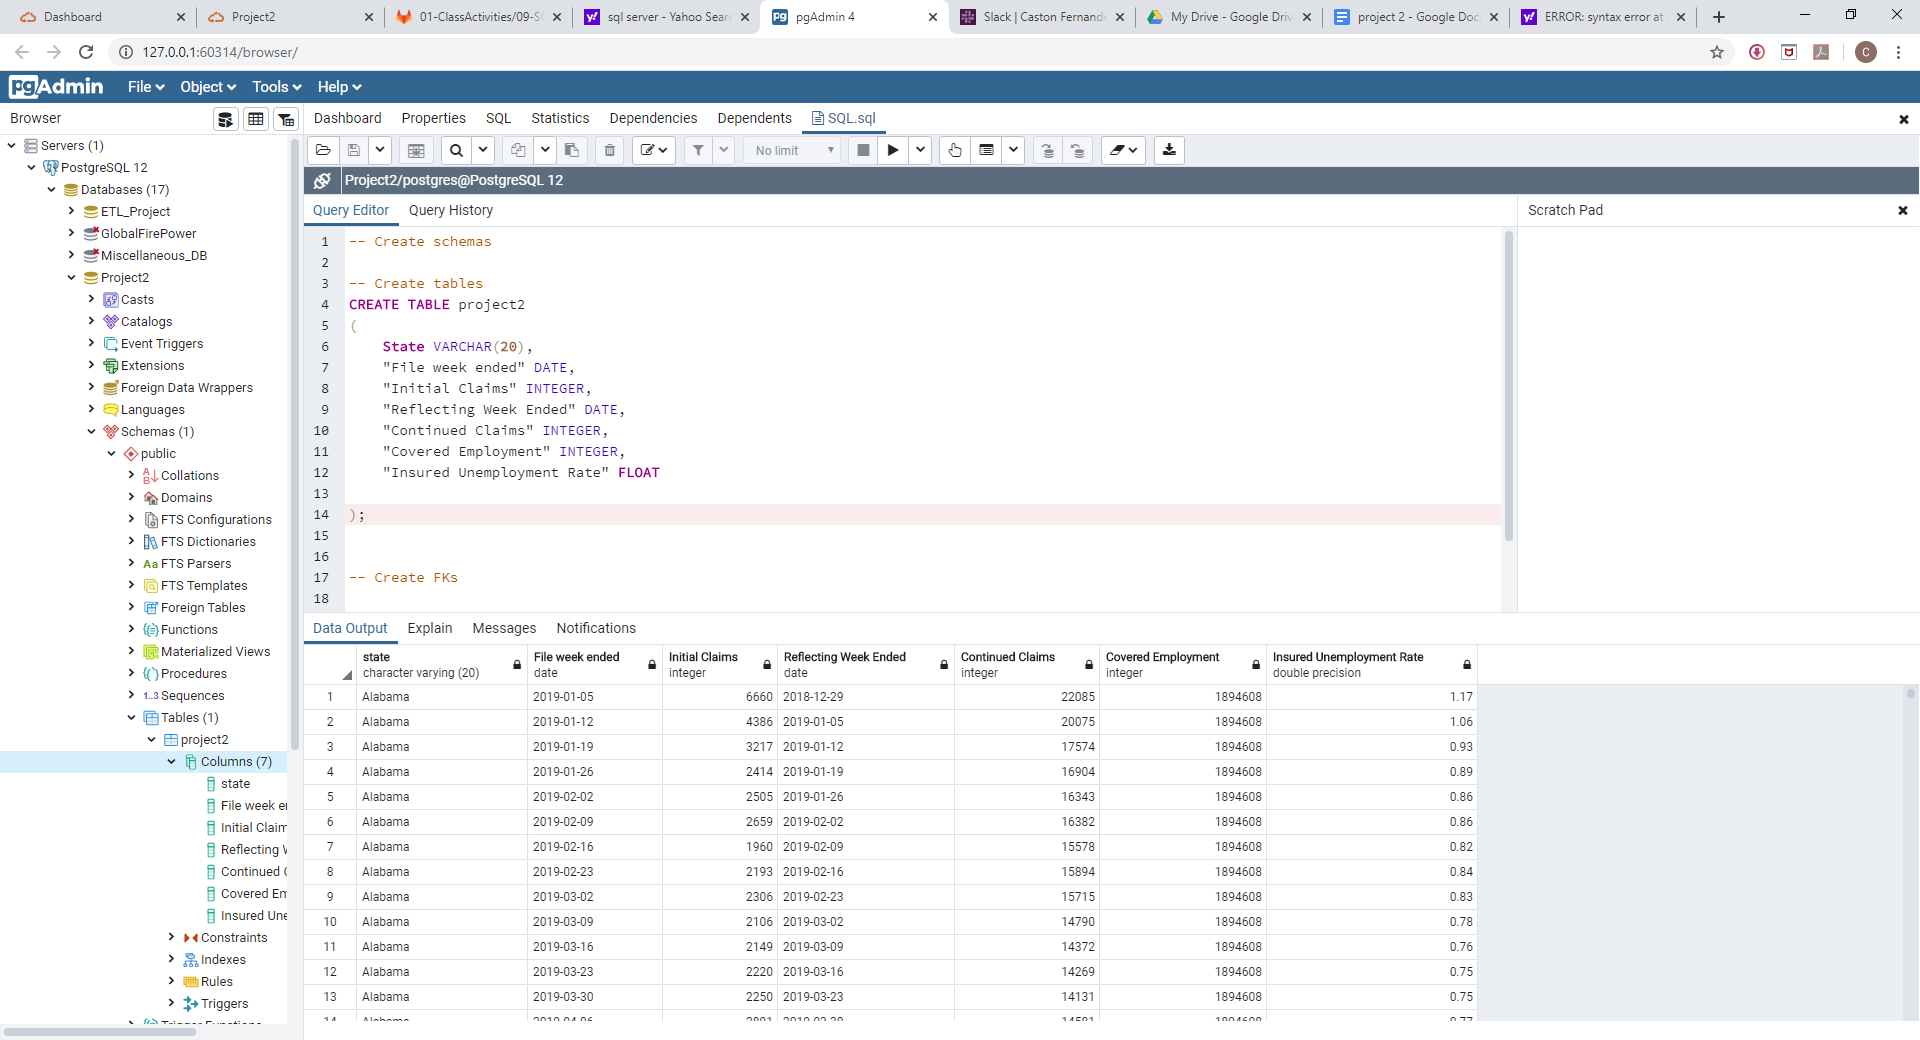 Dashboard
Project2
01-ClassActivities/09-S
sql server - Yahoo Sear
pgAdmin 4
Slack | Caston Fernande
My Drive - Google Driv
project 2 - Google Doc
ERROR: syntax error at
127.0.0.1:60314/browser/
C
pgAdmin File Object Tools Help
Browser
Dashboard Properties SQL Statistics Dependencies Dependents SQL.sql
No limit
Project2/postgres@PostgreSQL 12
Query Editor Query History
Scratch Pad
Servers (1)
PostgreSQL 12
Databases (17)
ETL_Project
GlobalFirePower
Miscellaneous_DB
Project2
Casts
Catalogs
Event Triggers
Extensions
Foreign Data Wrappers
Languages
Schemas (1)
public
Collations
Domains
FTS Configurations
FTS Dictionaries
Aa FTS Parsers
FTS Templates
Foreign Tables
Functions
Materialized Views
Procedures
1..3 Sequences
Tables (1)
project2
Columns (7)
state
File week e
Initial Claim
Reflecting
Continued
Covered Em
Insured Une
Constraints
Indexes
Rules
Triggers
1 -- Create schemas
2
3 -- Create tables
4 CREATE TABLE project2
5 (
6 State VARCHAR(20),
7 "File week ended" DATE,
8 "Initial Claims" INTEGER,
9 "Reflecting Week Ended" DATE,
10 "Continued Claims" INTEGER,
11 "Covered Employment" INTEGER,
12 "Insured Unemployment Rate" FLOAT
13
14 );
15
16
17 -- Create FKs
18
Data Output Explain Messages Notifications
state File week ended Initial Claims Reflecting Week Ended Continued Claims Covered Employment Insured Unemployment Rate
character varying (20) date integer date integer integer double precision
1 Alabama 2019-01-05 6660 2018-12-29 22085 1894608 1.17
2 Alabama 2019-01-12 4386 2019-01-05 20075 1894608 1.06
3 Alabama 2019-01-19 3217 2019-01-12 17574 1894608 0.93
4 Alabama 2019-01-26 2414 2019-01-19 16904 1894608 0.89
5 Alabama 2019-02-02 2505 2019-01-26 16343 1894608 0.86
6 Alabama 2019-02-09 2659 2019-02-02 16382 1894608 0.86
7 Alabama 2019-02-16 1960 2019-02-09 15578 1894608 0.82
8 Alabama 2019-02-23 2193 2019-02-16 15894 1894608 0.84
9 Alabama 2019-03-02 2306 2019-02-23 15715 1894608 0.83
10 Alabama 2019-03-09 2106 2019-03-02 14790 1894608 0.78
11 Alabama 2019-03-16 2149 2019-03-09 14372 1894608 0.76
12 Alabama 2019-03-23 2220 2019-03-16 14269 1894608 0.75
13 Alabama 2019-03-30 2250 2019-03-23 14131 1894608 0.75